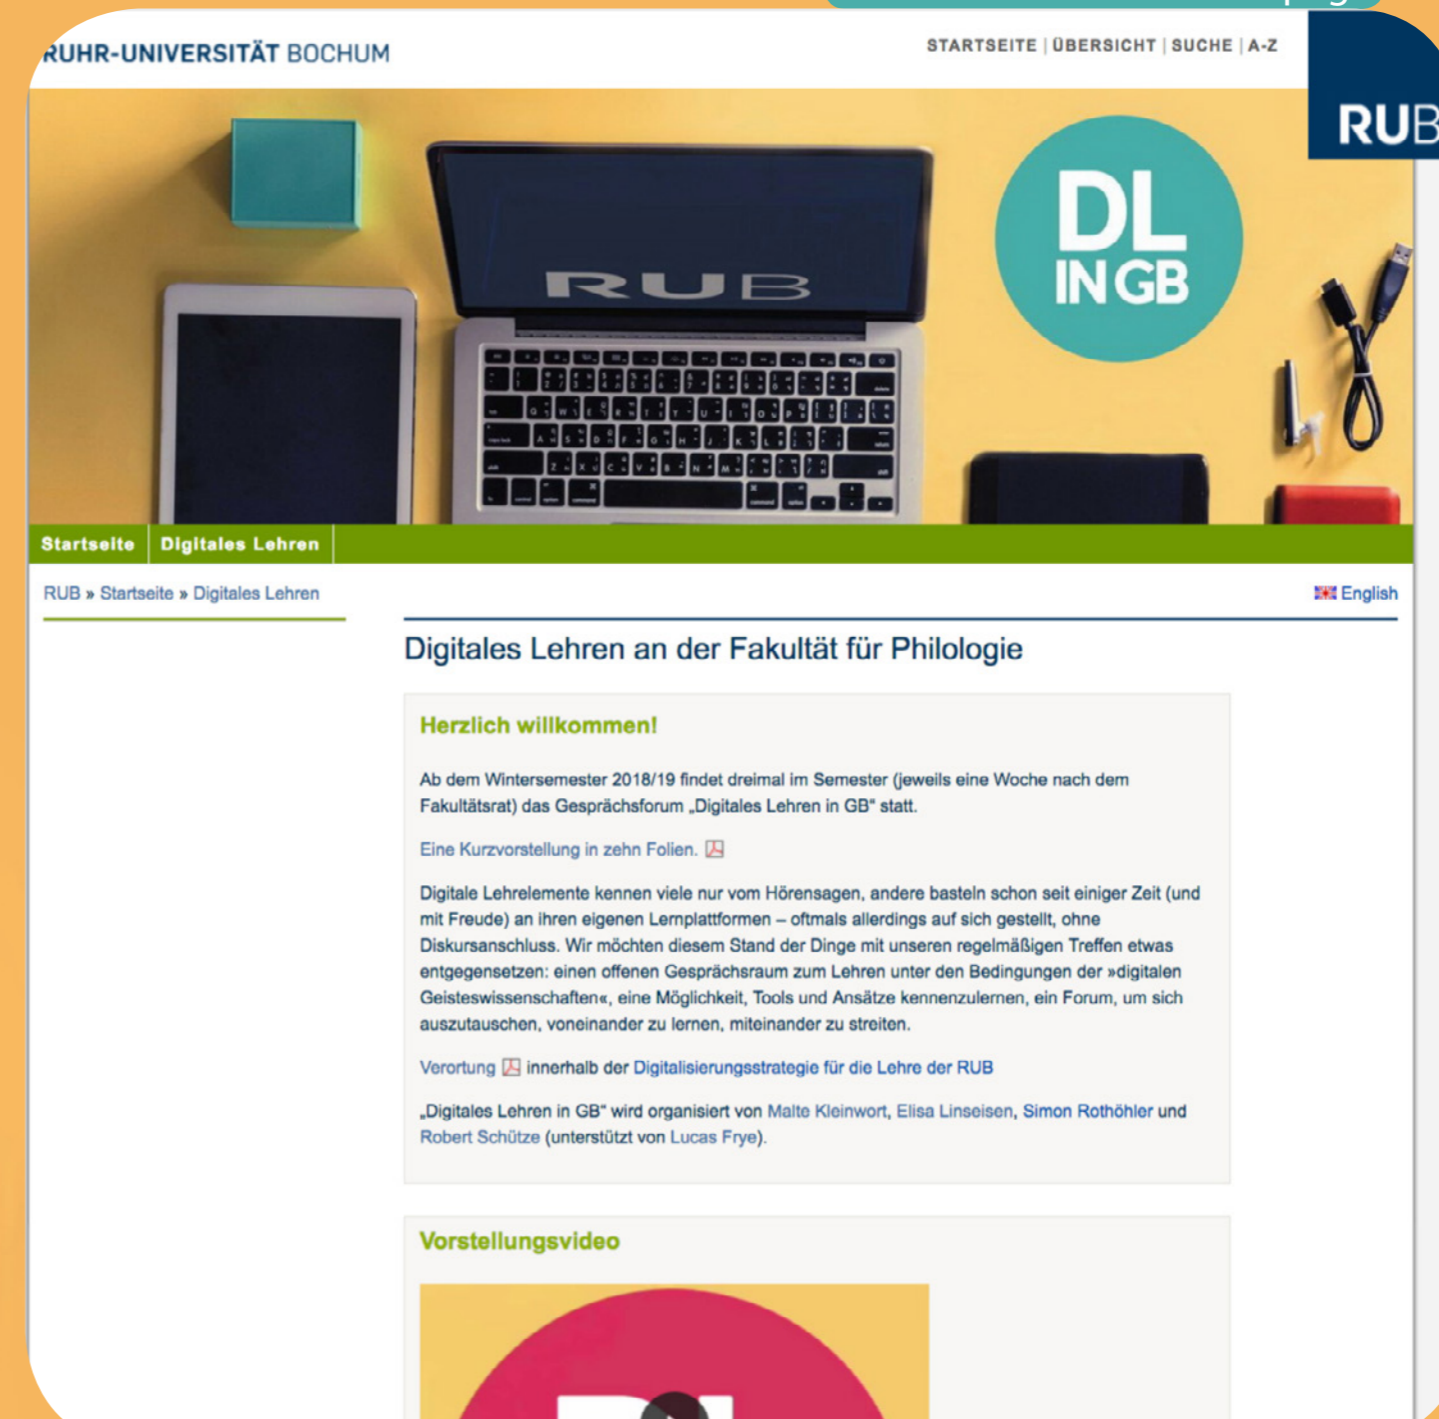 RUHR-UNIVERSITÄT BOCHUM
STARTSEITE | ÜBERSICHT | SUCHE | A-Z
RUB
RUB
DL
IN GB
Startseite
Digitales Lehren
RUB » Startseite » Digitales Lehren
English
Digitales Lehren an der Fakultät für Philologie
Herzlich willkommen!
Ab dem Wintersemester 2018/19 findet dreimal im Semester (jeweils eine Woche nach dem
Fakultätsrat) das Gesprächsforum „Digitales Lehren in GB“ statt.
Eine Kurzvorstellung in zehn Folien.
Digitale Lehrelemente kennen viele nur vom Hörensagen, andere basteln schon seit einiger Zeit (und
mit Freude) an ihren eigenen Lernplattformen – oftmals allerdings auf sich gestellt, ohne
Diskursanschluss. Wir möchten diesem Stand der Dinge mit unseren regelmäßigen Treffen etwas
entgegensetzen: einen offenen Gesprächsraum zum Lehren unter den Bedingungen der »digitalen
Geisteswissenschaften«, eine Möglichkeit, Tools und Ansätze kennenzulernen, ein Forum, um sich
auszutauschen, voneinander zu lernen, miteinander zu streiten.
Verortung innerhalb der Digitalisierungsstrategie für die Lehre der RUB
„Digitales Lehren in GB“ wird organisiert von Malte Kleinwort, Elisa Linseisen, Simon Rothöhler und
Robert Schütze (unterstützt von Lucas Frye).
Vorstellungsvideo